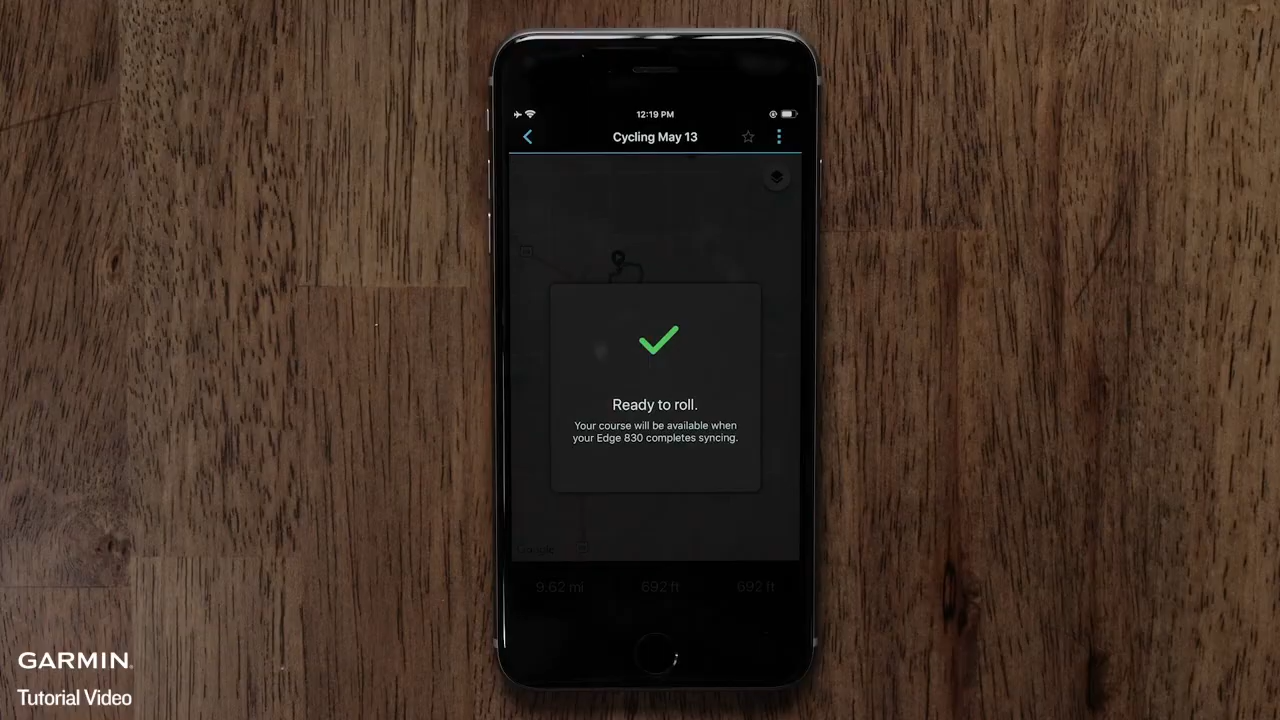 12:19 PM
Cycling May 13
Ready to roll.
Your course will be available when
your Edge 830 completes syncing.
Google
9.62 mi 692 ft 692 ft
GARMIN.
Tutorial Video